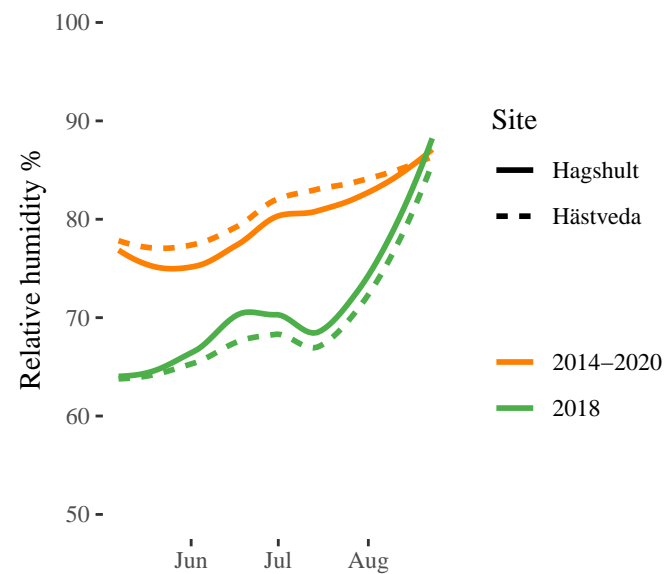 Relative humidity %
100
90
80
70
60
50
Jun
Jul
Aug
Site
Hagshult
Hästveda
2014–2020
2018